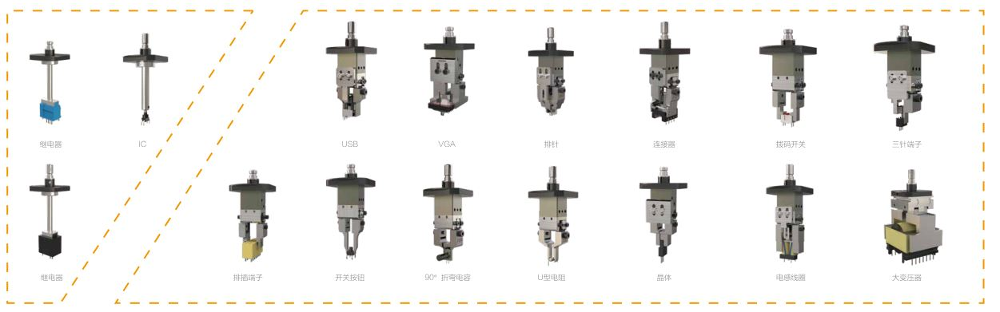 继电器
IC
USB
VGA
排针
连接器
拨码开关
三针端子
继电器
排插端子
开关按钮
90° 折弯电容
U型电阻
晶体
电感线圈
大变压器